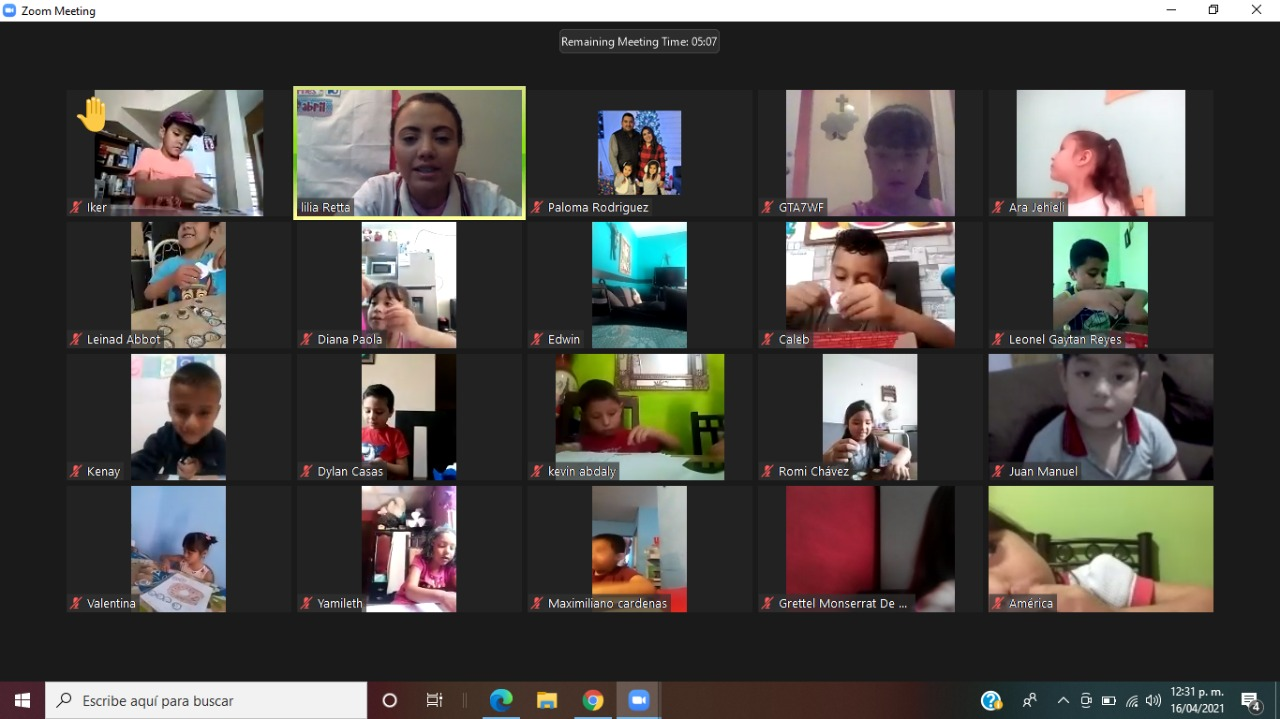 Zoom Meeting
Remaining Meeting Time: 05:07
abril
Iker
lilia Retta
Paloma Rodriguez
GTA7WF
Ara Jehieli
Leinad Abbot
Diana Paola
Edwin
Caleb
Leonel Gaytan Reyes
Kenay
Dylan Casas
kevin abdaly
Romi Chávez
Juan Manuel
Valentina
Yamileth
Maximiliano cardenas
Grettel Monserrat De ...
América
Escribe aquí para buscar
12:31 p. m.
16/04/2021
4